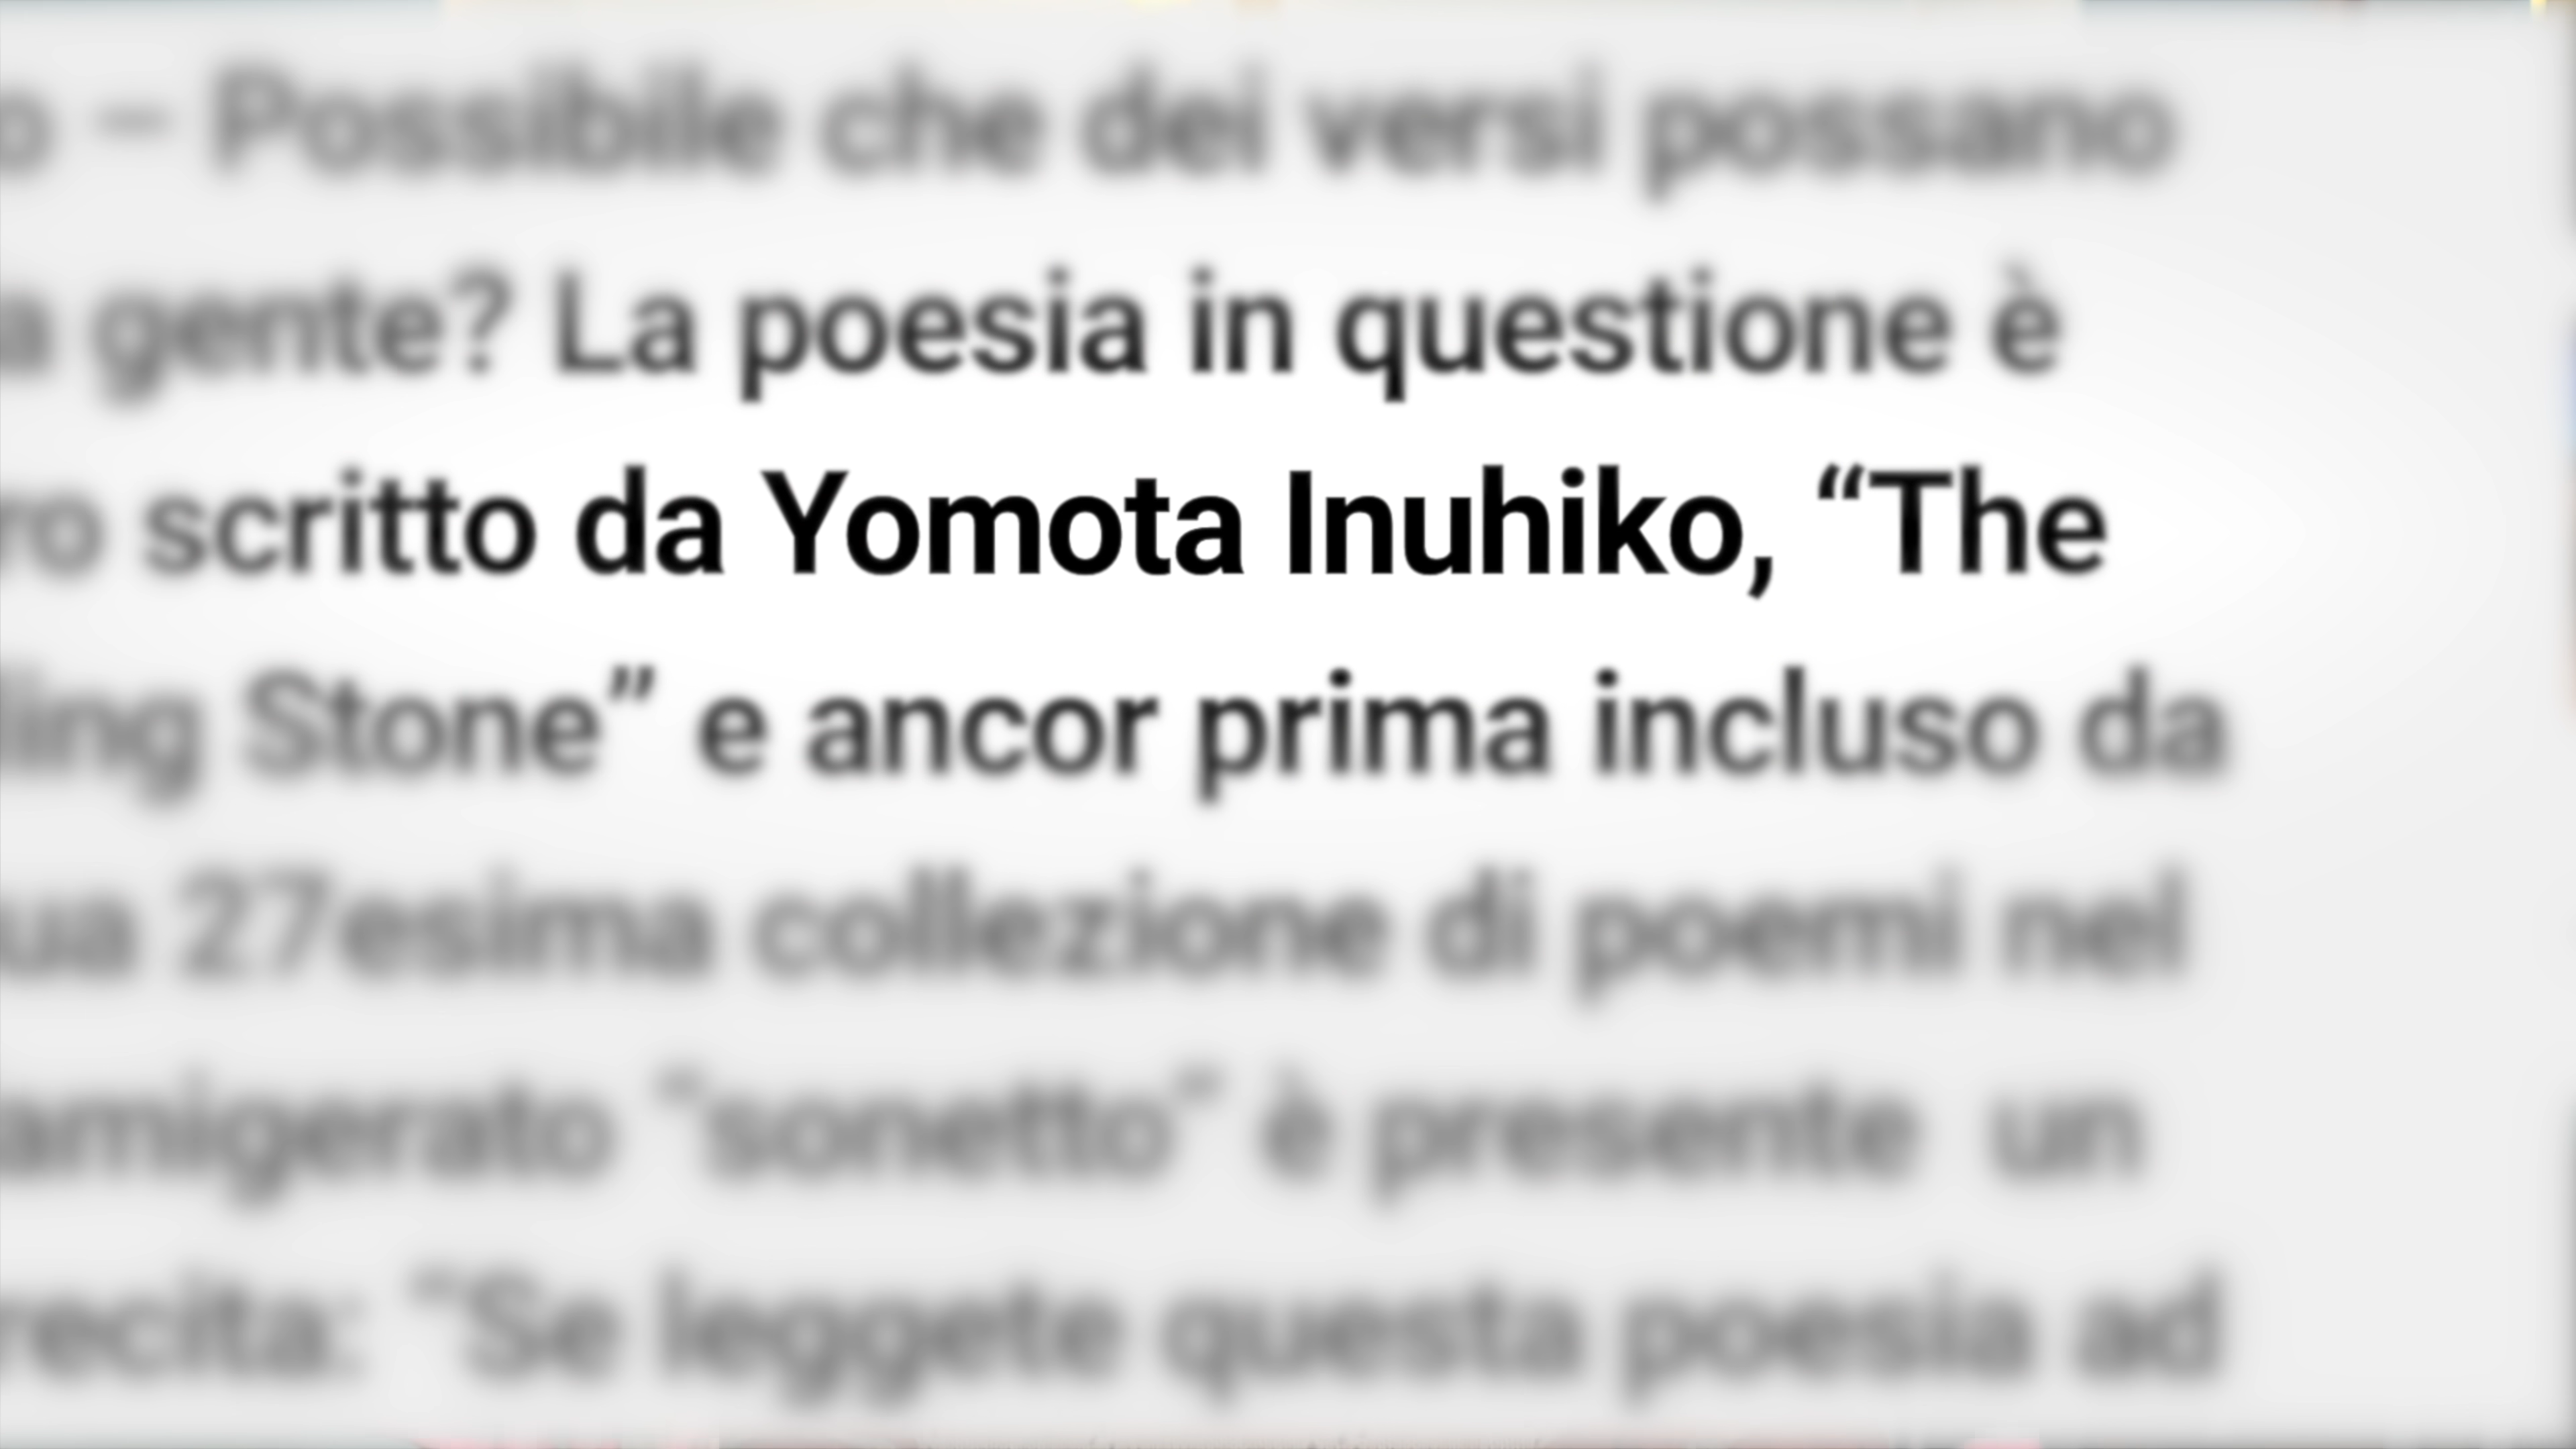 o – Possibile che dei versi possano
a gente? La poesia in questione è
ro scritto da Yomota Inuhiko, “The
ling Stone” e ancor prima incluso da
ua 27esima collezione di poemi nel
amigerato "sonetto" è presente un
recita: "Se leggete questa poesia ad